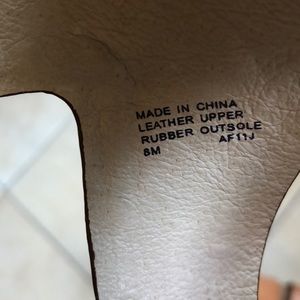 MADE IN CHINA
LEATHER UPPER
RUBBER OUTSOLE
8M AF11J